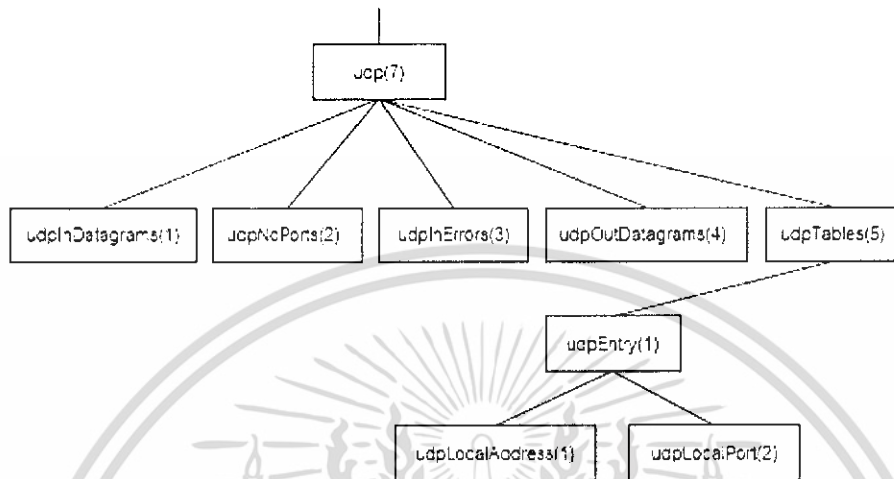 udp(7)
udpInDatagrams(1) udpNoPorts(2) udpInErrors(3) udpOutDatagrams(4) udpTables(5)
udpEntry(1)
udpLocalAddress(1) udpLocalPort(2)